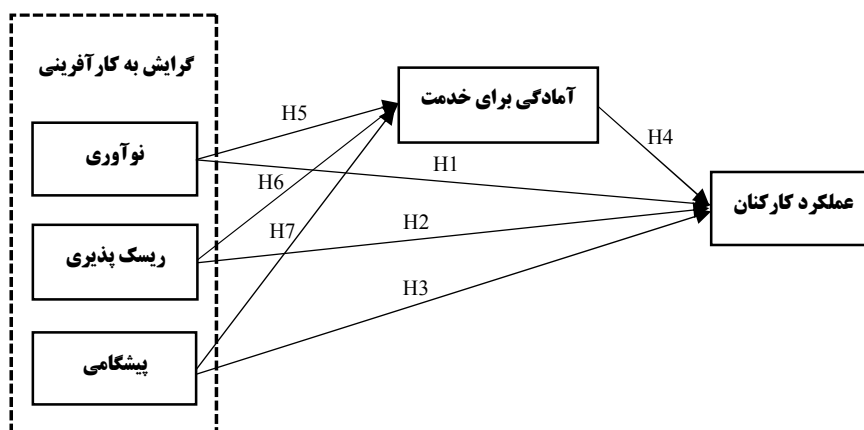 گرایش به کارآفرینی
آمادگی برای خدمت
H5
H4
نوآوری
H1
H6
عملکرد کارکنان
H2
H7
ریسک پذیری
H3
پیشگامی